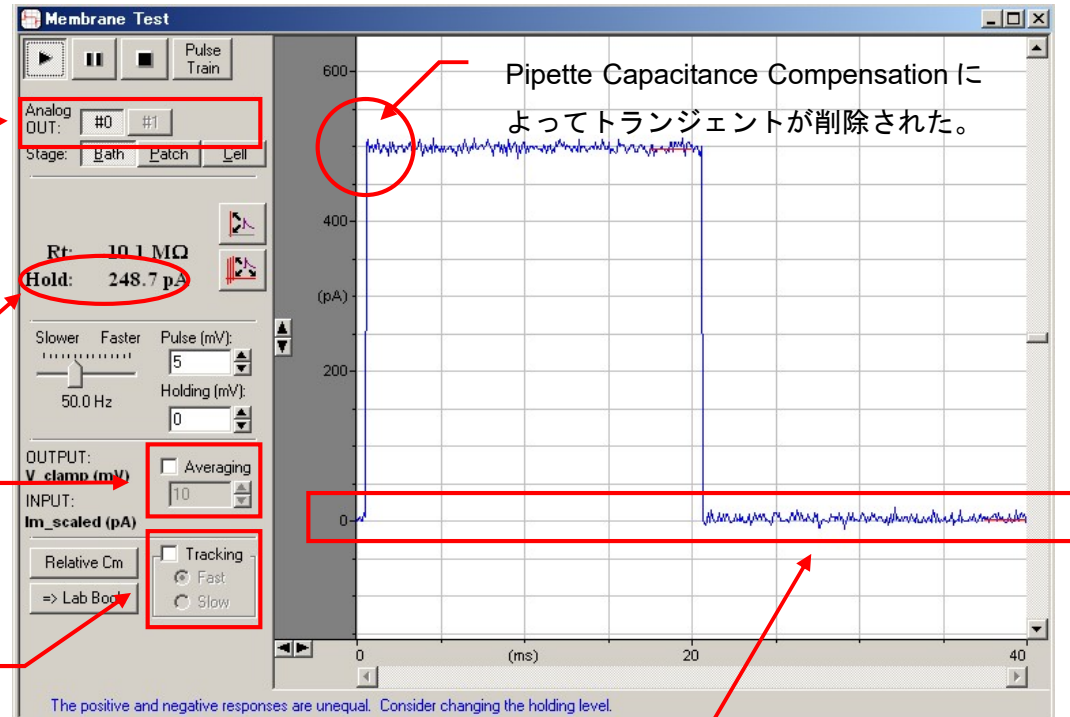 Membrane Test
Pulse
Train
Analog
OUT:
#0
#1
Stage:
Bath
Patch
Cell
Rt: 10.1 MΩ
Hold: 248.7 pA
Slower Faster
50.0 Hz
Pulse (mV):
5
Holding (mV):
0
OUTPUT:
V_clamp (mV)
INPUT:
Im_scaled (pA)
Averaging
10
Relative Cm
=> Lab Book
Tracking
Fast
Slow
Pipette Capacitance Compensation に
よってトランジェントが削除された。
600
400
(pA)
200
0
0
(ms)
20
40
The positive and negative responses are unequal. Consider changing the holding level.